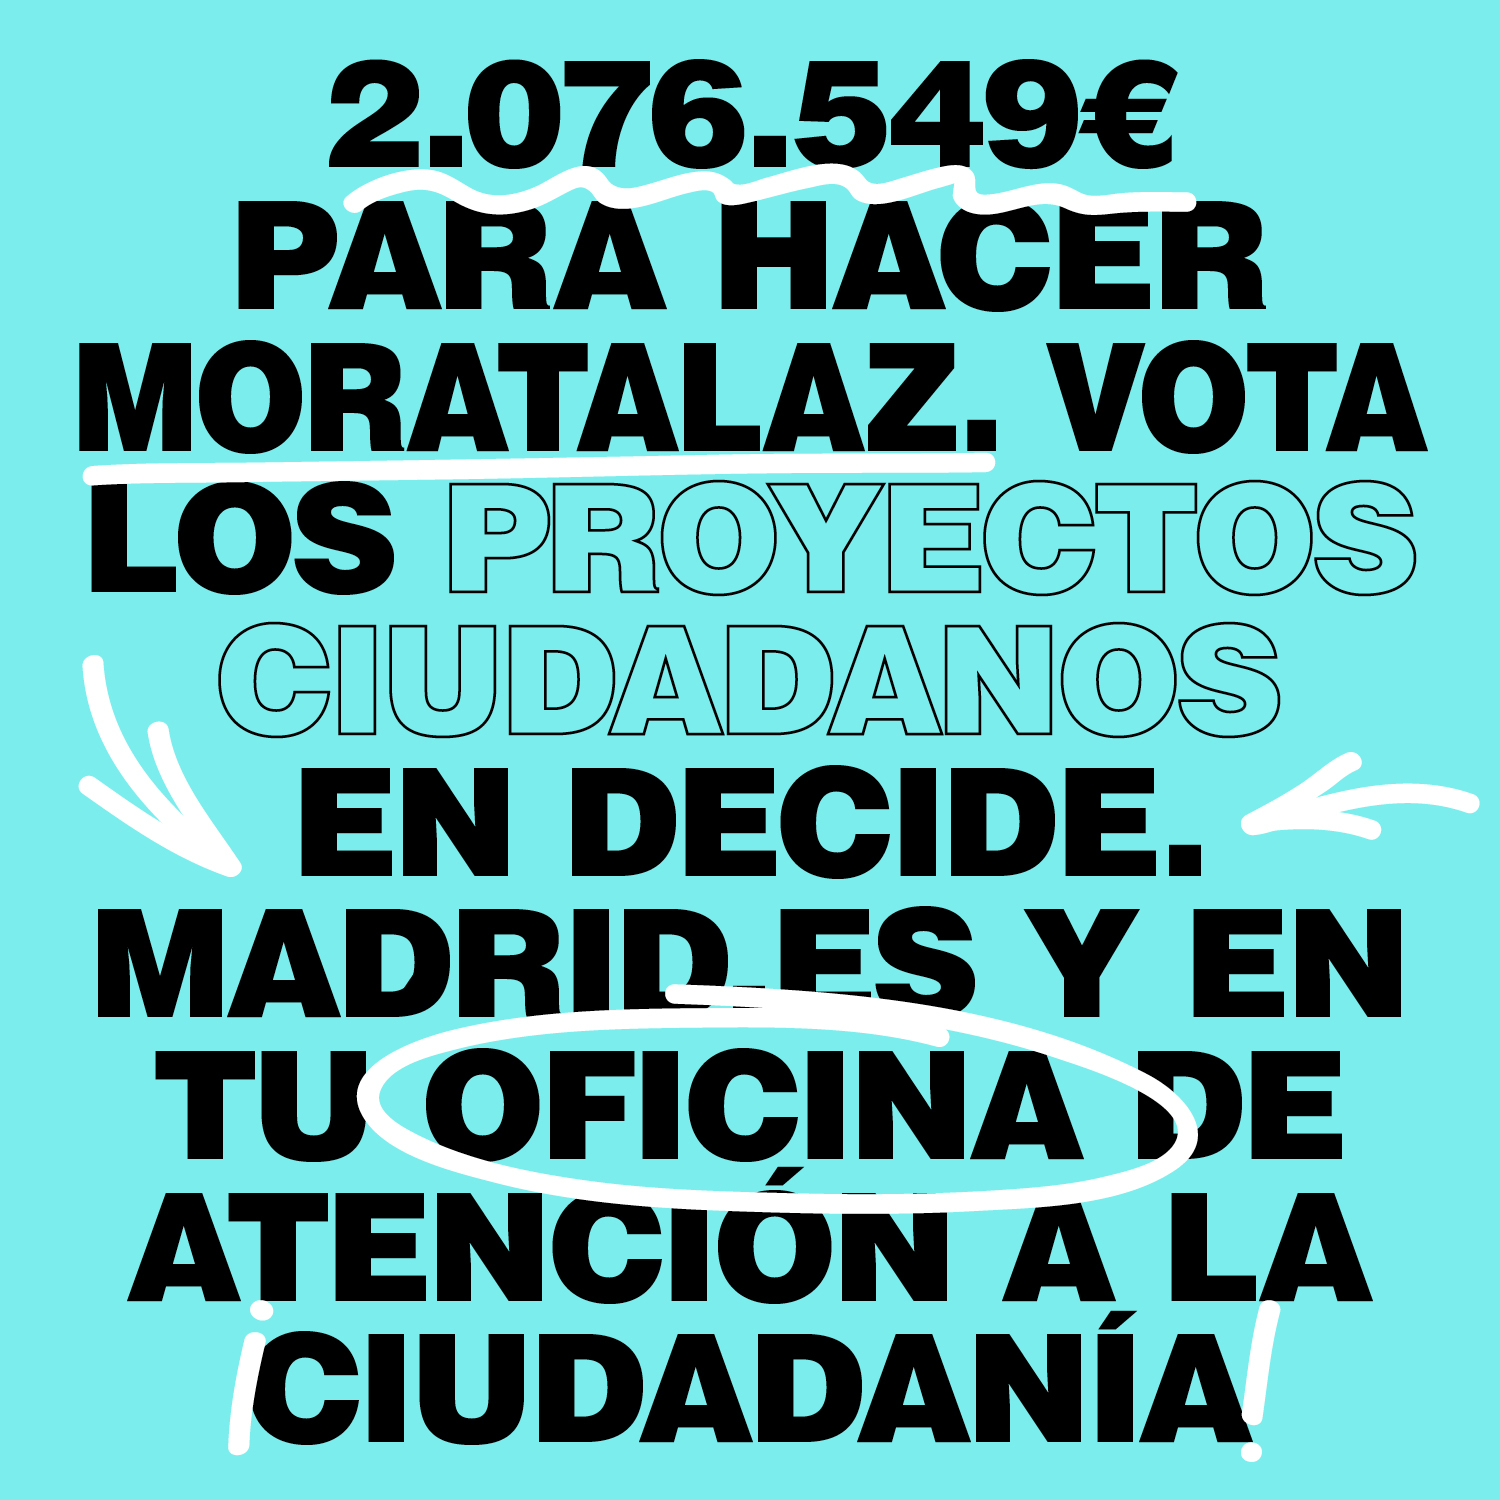 2.076.549€
PARA HACER
MORATALAZ. VOTA
LOS PROYECTOS
CIUDADANOS
EN DECIDE.
MADRID.ES Y EN
TU OFICINA DE
ATENCIÓN A LA
¡CIUDADANÍA!